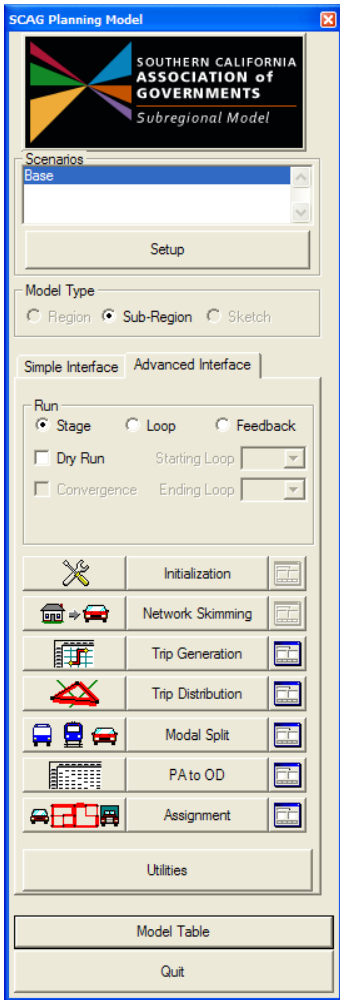 SCAG Planning Model
SOUTHERN CALIFORNIA
ASSOCIATION of
GOVERNMENTS
Subregional Model
Scenarios
Base
Setup
Model Type
Region Sub-Region Sketch
Simple Interface Advanced Interface
Run
Stage Loop Feedback
Dry Run Starting Loop
Convergence Ending Loop
Initialization
Network Skimming
Trip Generation
Trip Distribution
Modal Split
PA to OD
Assignment
Utilities
Model Table
Quit